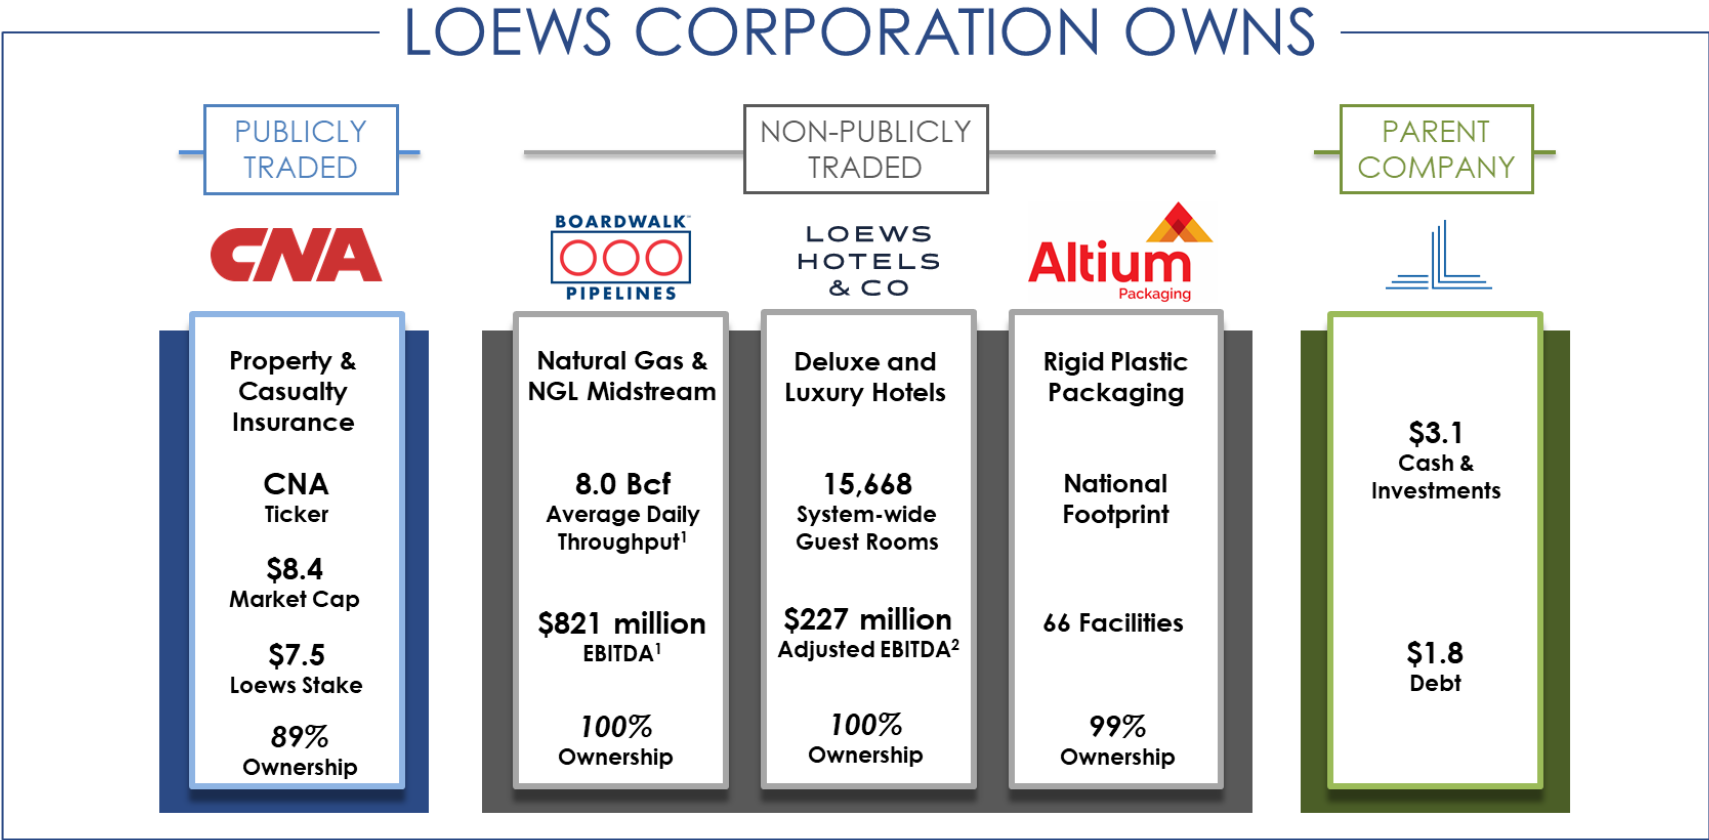 LOEWS CORPORATION OWNS
PUBLICLY
TRADED
CNA
Property &
Casualty
Insurance
CNA
Ticker
$8.4
Market Cap
$7.5
Loews Stake
89%
Ownership
NON-PUBLICLY
TRADED
BOARDWALK™
PIPELINES
Natural Gas &
NGL Midstream
8.0 Bcf
Average Daily
Throughput¹
$821 million
EBITDA¹
100%
Ownership
LOEWS
HOTELS
& CO
Deluxe and
Luxury Hotels
15,668
System-wide
Guest Rooms
$227 million
Adjusted EBITDA²
100%
Ownership
Altium
Packaging
Rigid Plastic
Packaging
National
Footprint
66 Facilities
99%
Ownership
PARENT
COMPANY
$3.1
Cash &
Investments
$1.8
Debt